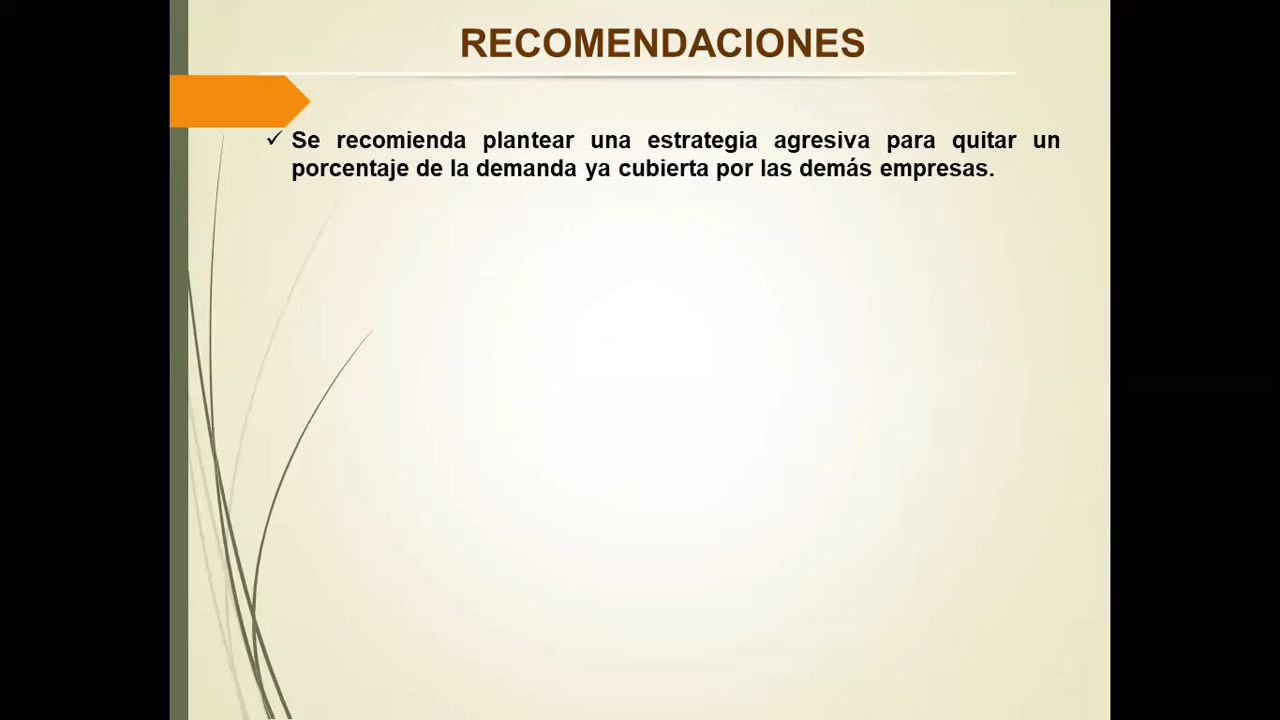 RECOMENDACIONES
✓ Se recomienda plantear una estrategia agresiva para quitar un
porcentaje de la demanda ya cubierta por las demás empresas.